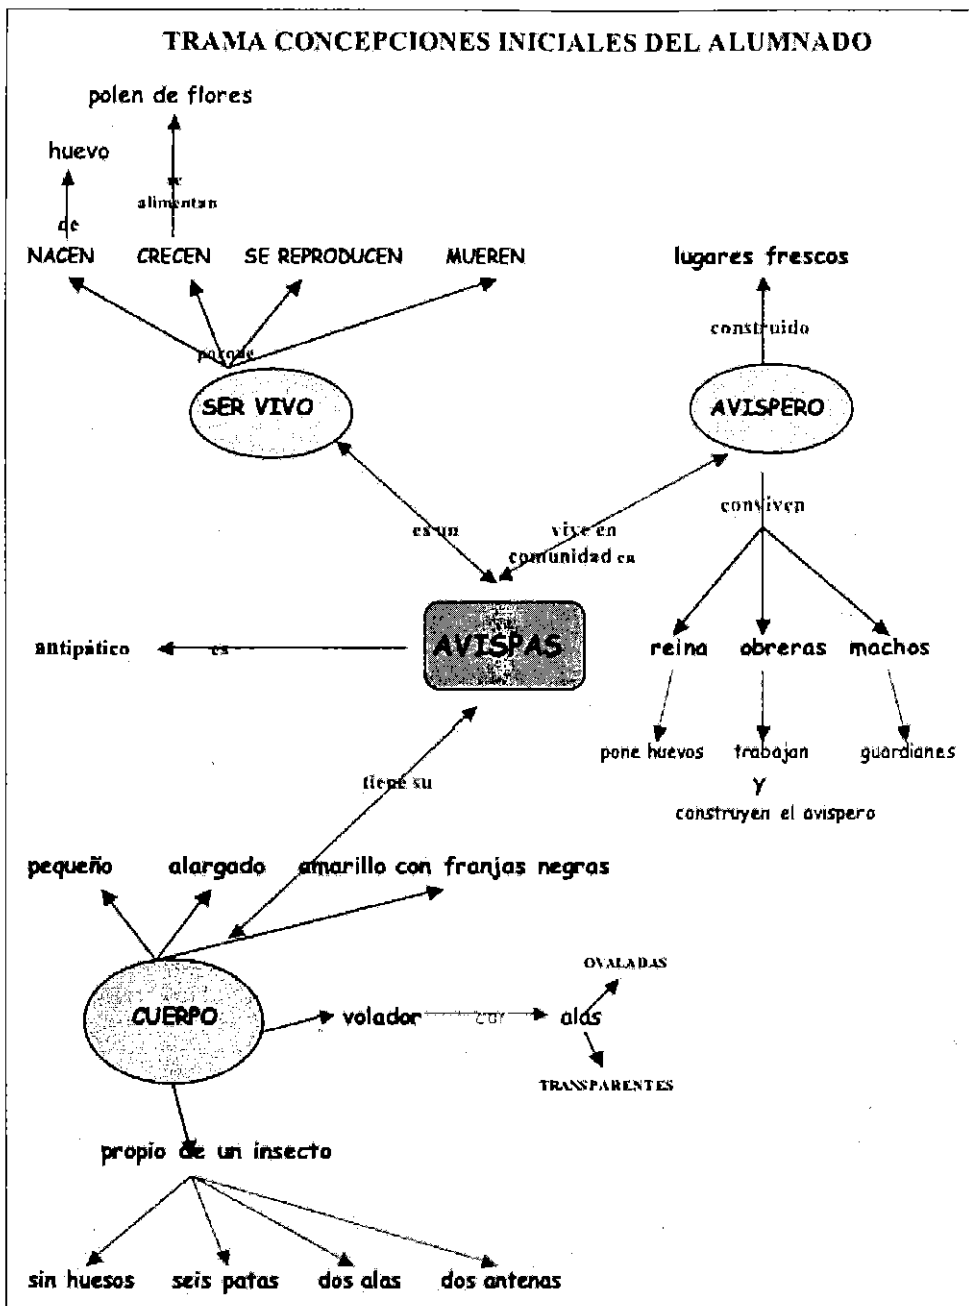 TRAMA CONCEPCIONES INICIALES DEL ALUMNADO
polen de flores
huevo
se
alimentan
de
NACEN CRECEN SE REPRODUCEN MUEREN
lugares frescos
construido
porque
SER VIVO
AVISPERO
conviven
es un
vive en
comunidad en
antipático
es
AVISPAS
reina obreras machos
pone huevos trabajan guardianes
y
construyen el avispero
tiene su
pequeño alargado amarillo con franjas negras
OVALADAS
CUERPO
volador
alas
TRANSPARENTES
propio de un insecto
sin huesos seis patas dos alas dos antenas